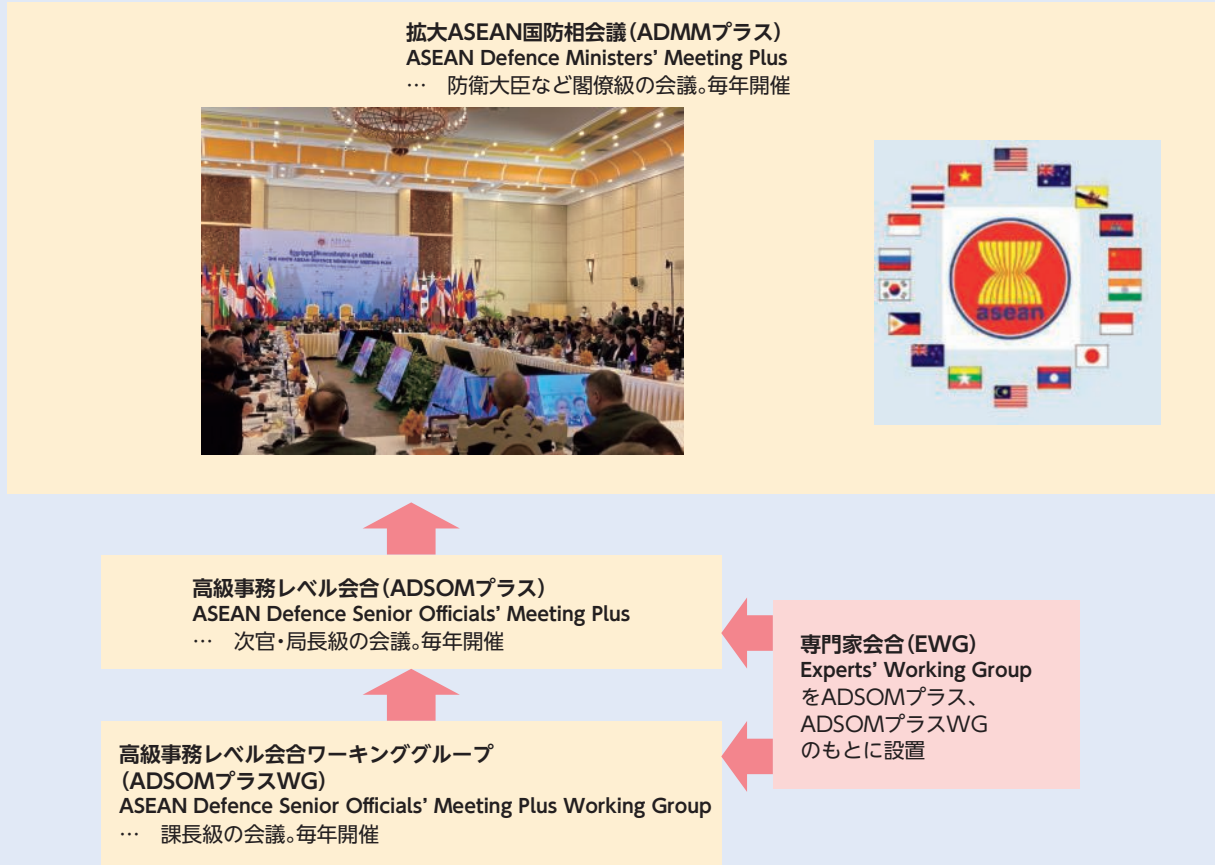 拡大ASEAN国防相会議(ADMMプラス)
ASEAN Defence Ministers' Meeting Plus
… 防衛大臣など閣僚級の会議。毎年開催
asean
高級事務レベル会合(ADSOMプラス)
ASEAN Defence Senior Officials' Meeting Plus
… 次官・局長級の会議。毎年開催
専門家会合(EWG)
Experts' Working Group
をADSOMプラス、
ADSOMプラスWG
のもとに設置
高級事務レベル会合ワーキンググループ
(ADSOMプラスWG)
ASEAN Defence Senior Officials' Meeting Plus Working Group
… 課長級の会議。毎年開催